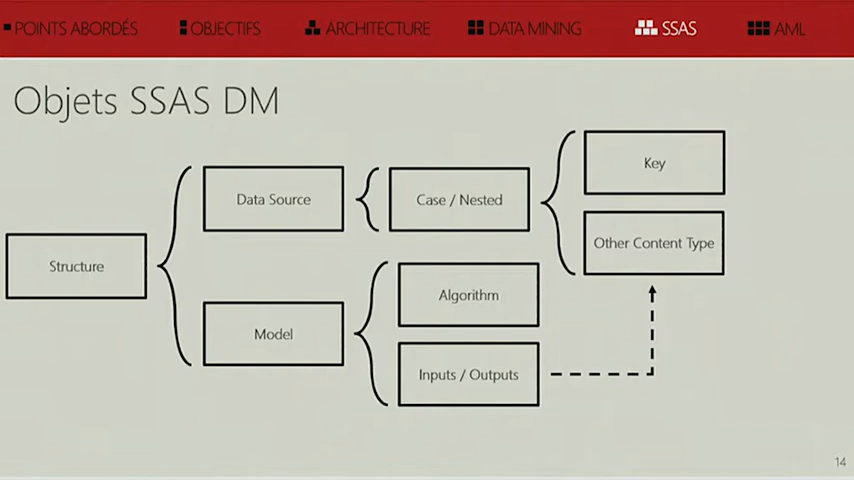 POINTS ABORDÉS
OBJECTIFS
ARCHITECTURE
DATA MINING
SSAS
AML
Objets SSAS DM
Structure
Data Source
Case / Nested
Key
Other Content Type
Model
Algorithm
Inputs / Outputs
14